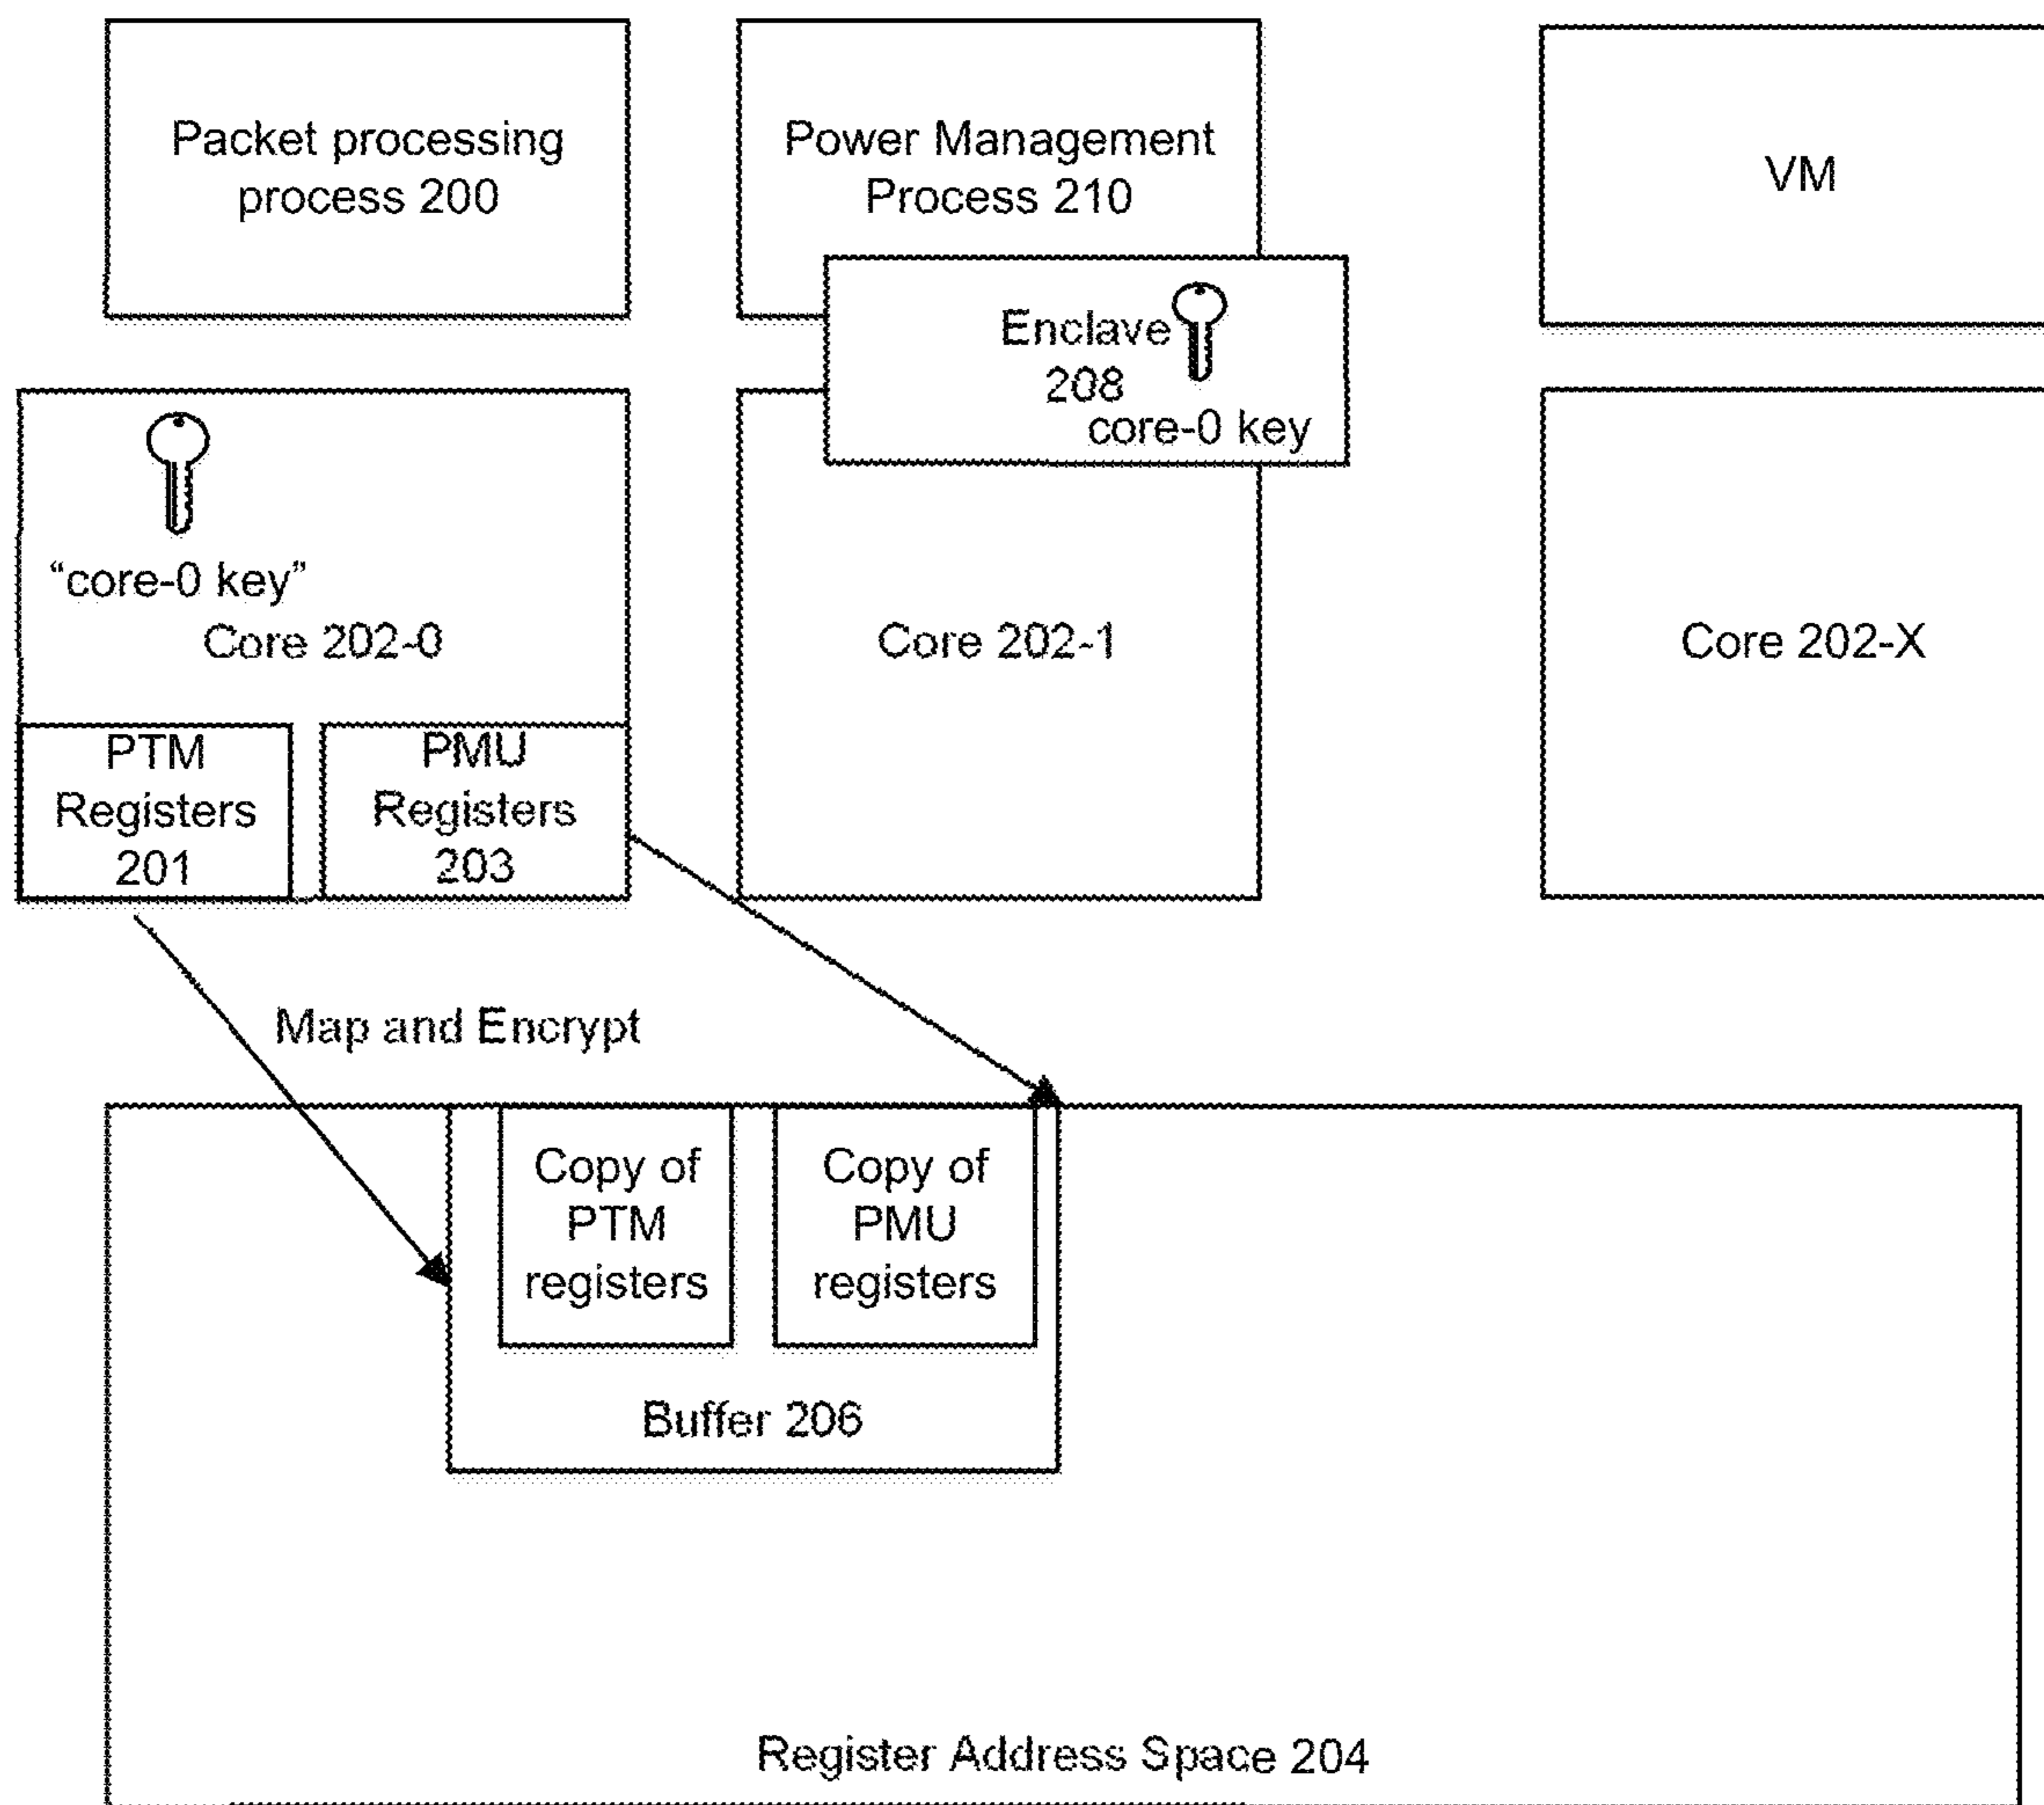 Packet processing
process 200
Power Management
Process 210
VM
Enclave
208
core-0 key
“core-0 key”
Core 202-0
Core 202-1
Core 202-X
PTM
Registers
201
PMU
Registers
203
Map and Encrypt
Copy of
PTM
registers
Copy of
PMU
registers
Buffer 206
Register Address Space 204